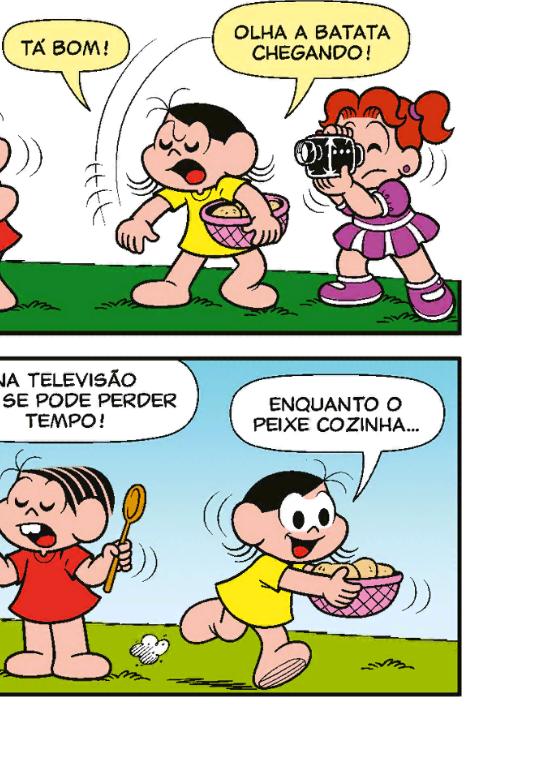 TÁ BOM!
OLHA A BATATA
CHEGANDO!
NA TELEVISÃO
SE PODE PERDER
TEMPO!
ENQUANTO O
PEIXE COZINHA...